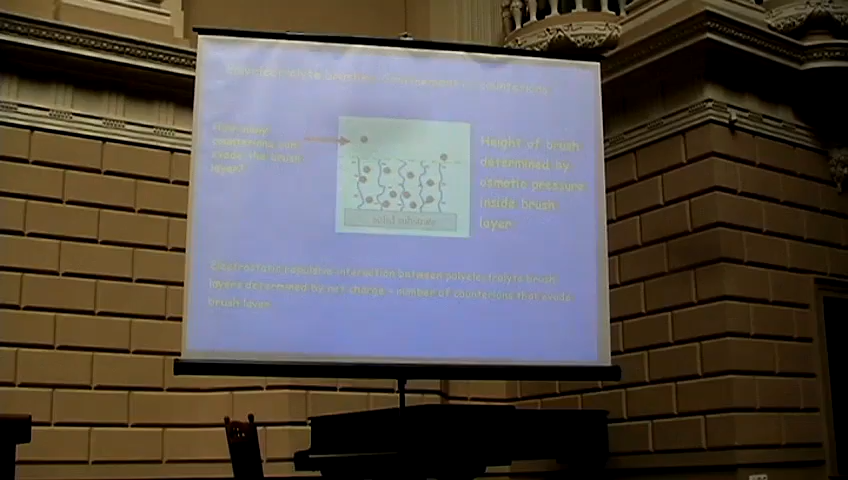 polyelectrolyte brushes - confinement of counterions
How many
counterions can
evade the brush
layer?
Height of brush
determined by
osmotic pressure
inside brush
layer
solid substrate
Electrostatic repulsive interaction between polyelectrolyte brush
layers determined by net charge = number of counterions that evade
brush layer